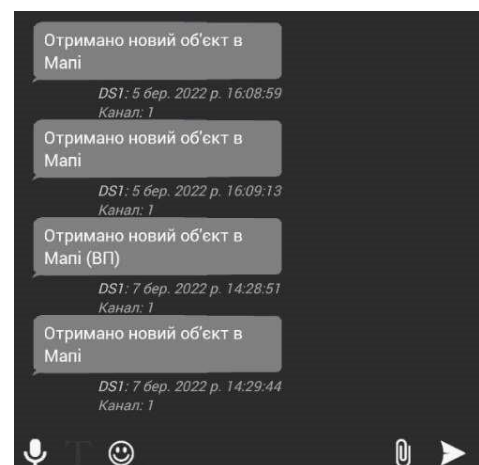 Отримано новий об'єкт в
Мапі
DS1: 5 бер. 2022 р. 16:08:59
Канал: 1
Отримано новий об'єкт в
Мапі
DS1: 5 бер. 2022 р. 16:09:13
Канал: 1
Отримано новий об'єкт в
Мапі (ВП)
DS1: 7 бер. 2022 р. 14:28:51
Канал: 1
Отримано новий об'єкт в
Мапі
DS1: 7 бер. 2022 р. 14:29:44
Канал: 1
T